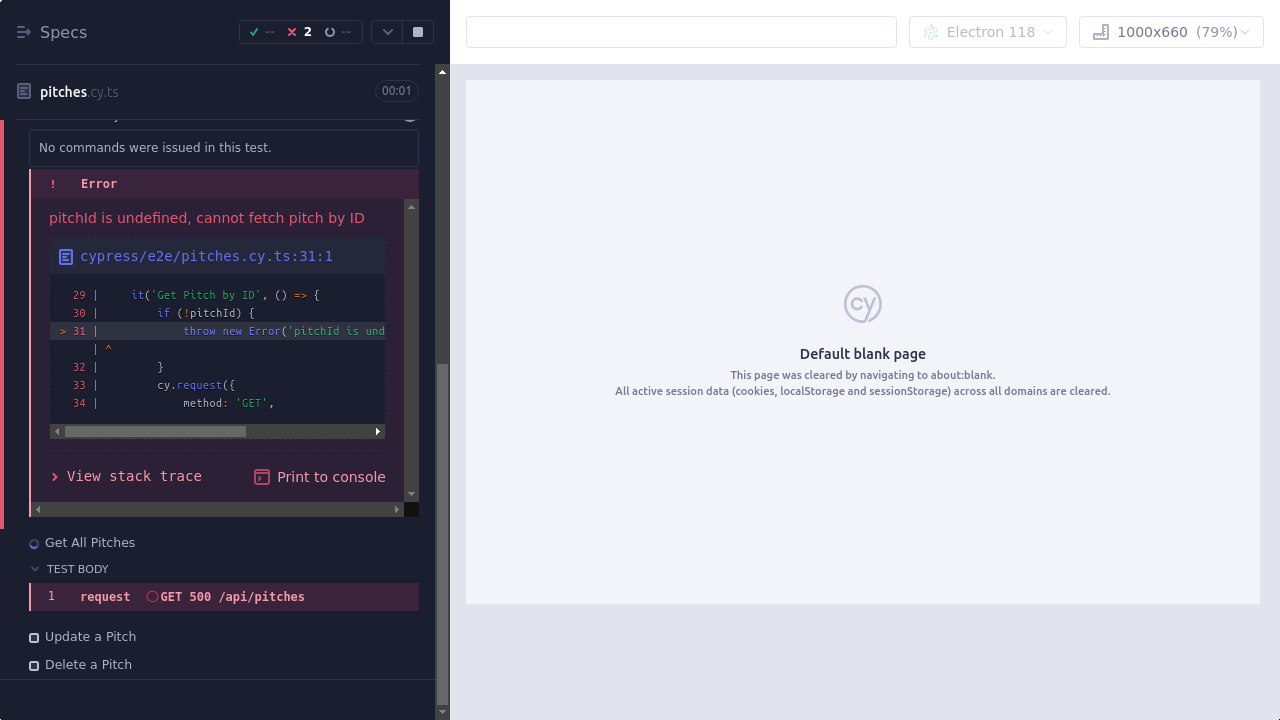 Specs
-- 2 --
pitches.cy.ts
00:01
No commands were issued in this test.
! Error
pitchId is undefined, cannot fetch pitch by ID
cypress/e2e/pitches.cy.ts:31:1
29 | it('Get Pitch by ID', () => {
30 | if (!pitchId) {
> 31 | throw new Error('pitchId is und
| ^
32 | }
33 | cy.request({
34 | method: 'GET',
View stack trace
Print to console
Get All Pitches
TEST BODY
1 request GET 500 /api/pitches
Update a Pitch
Delete a Pitch
Electron 118
1000x660 (79%)
cy
Default blank page
This page was cleared by navigating to about:blank.
All active session data (cookies, localStorage and sessionStorage) across all domains are cleared.